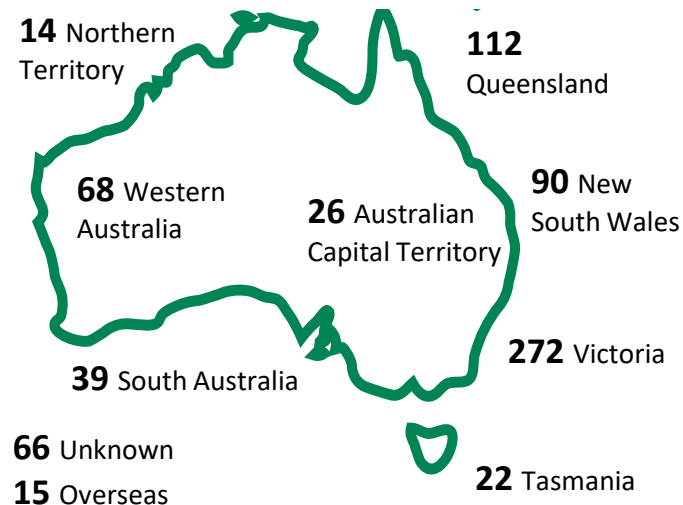 14 Northern
Territory
112
Queensland
68 Western
Australia
26 Australian
Capital Territory
90 New
South Wales
272 Victoria
39 South Australia
66 Unknown
15 Overseas
22 Tasmania